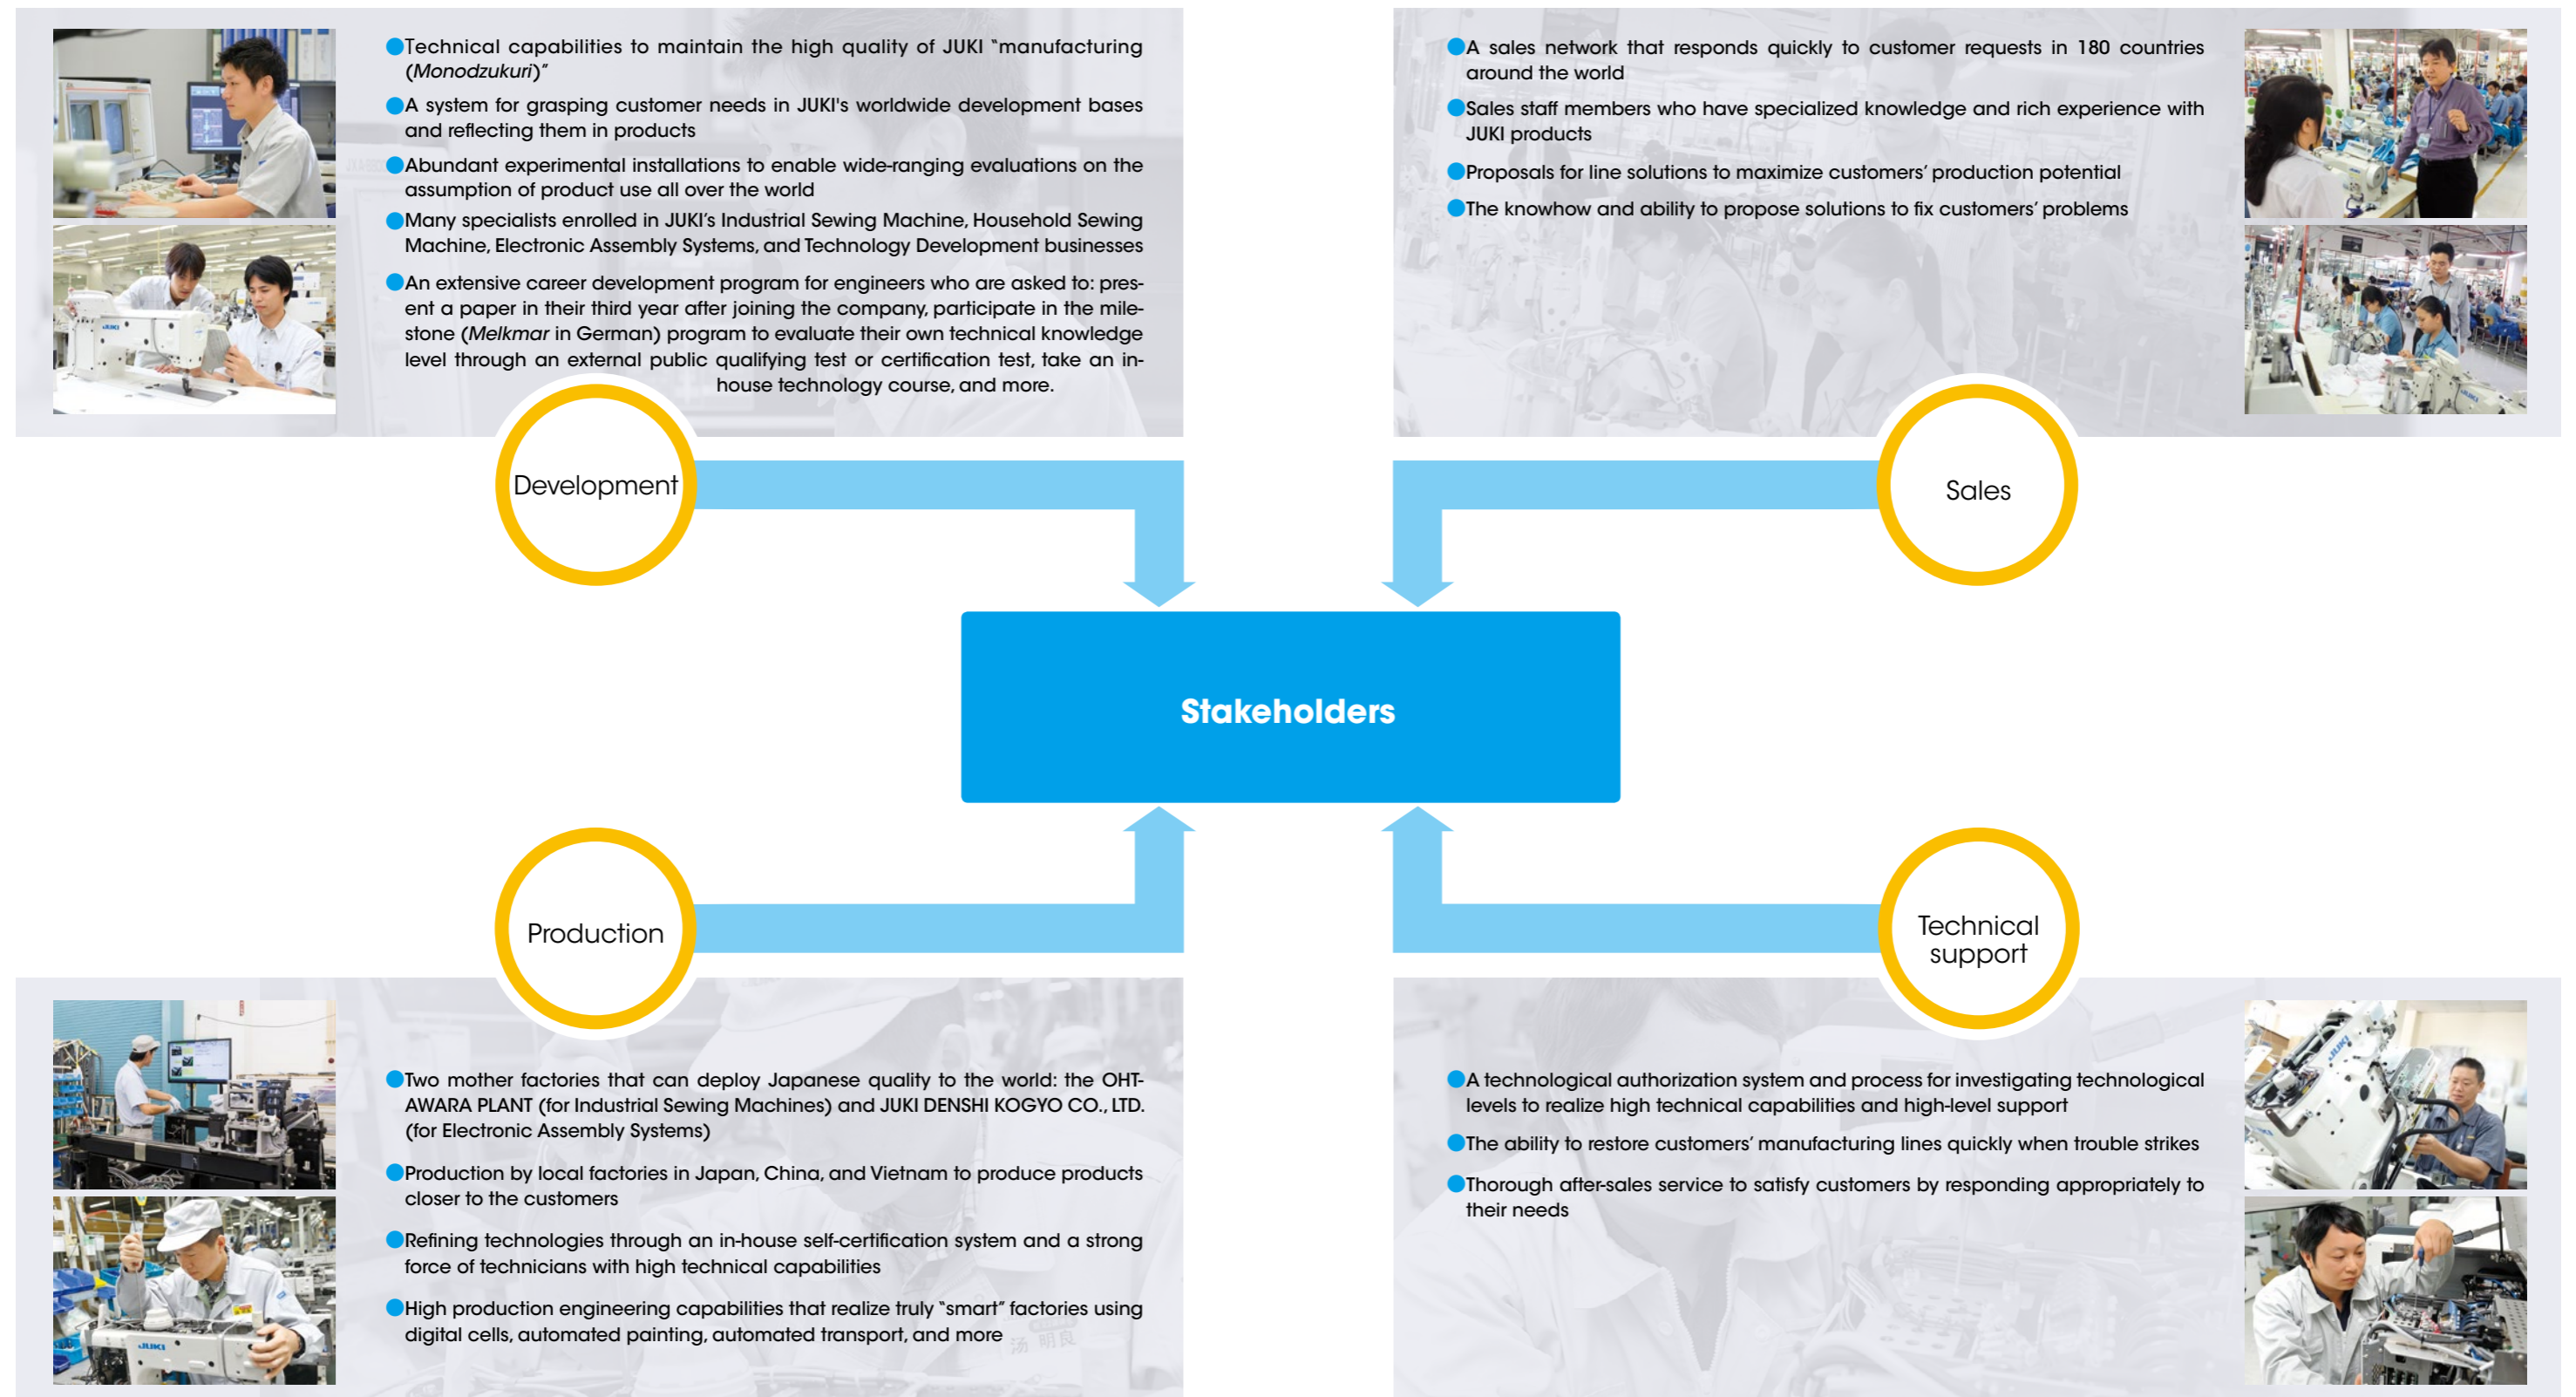 ●Technical capabilities to maintain the high quality of JUKI “manufacturing
(Monodzukuri)”
●A system for grasping customer needs in JUKI's worldwide development bases
and reflecting them in products
●Abundant experimental installations to enable wide-ranging evaluations on the
assumption of product use all over the world
●Many specialists enrolled in JUKI’s Industrial Sewing Machine, Household Sewing
Machine, Electronic Assembly Systems, and Technology Development businesses
●An extensive career development program for engineers who are asked to: pres-
ent a paper in their third year after joining the company, participate in the mile-
stone (Melkmar in German) program to evaluate their own technical knowledge
level through an external public qualifying test or certification test, take an in-
house technology course, and more.
Development
●A sales network that responds quickly to customer requests in 180 countries
around the world
●Sales staff members who have specialized knowledge and rich experience with
JUKI products
●Proposals for line solutions to maximize customers’ production potential
●The knowhow and ability to propose solutions to fix customers’ problems
Sales
Stakeholders
Production
●Two mother factories that can deploy Japanese quality to the world: the OHT-
AWARA PLANT (for Industrial Sewing Machines) and JUKI DENSHI KOGYO CO., LTD.
(for Electronic Assembly Systems)
●Production by local factories in Japan, China, and Vietnam to produce products
closer to the customers
●Refining technologies through an in-house self-certification system and a strong
force of technicians with high technical capabilities
●High production engineering capabilities that realize truly “smart” factories using
digital cells, automated painting, automated transport, and more
汤 明良
Technical
support
●A technological authorization system and process for investigating technological
levels to realize high technical capabilities and high-level support
●The ability to restore customers’ manufacturing lines quickly when trouble strikes
●Thorough after-sales service to satisfy customers by responding appropriately to
their needs
JUKI
JUKI
JUKI
JUKI